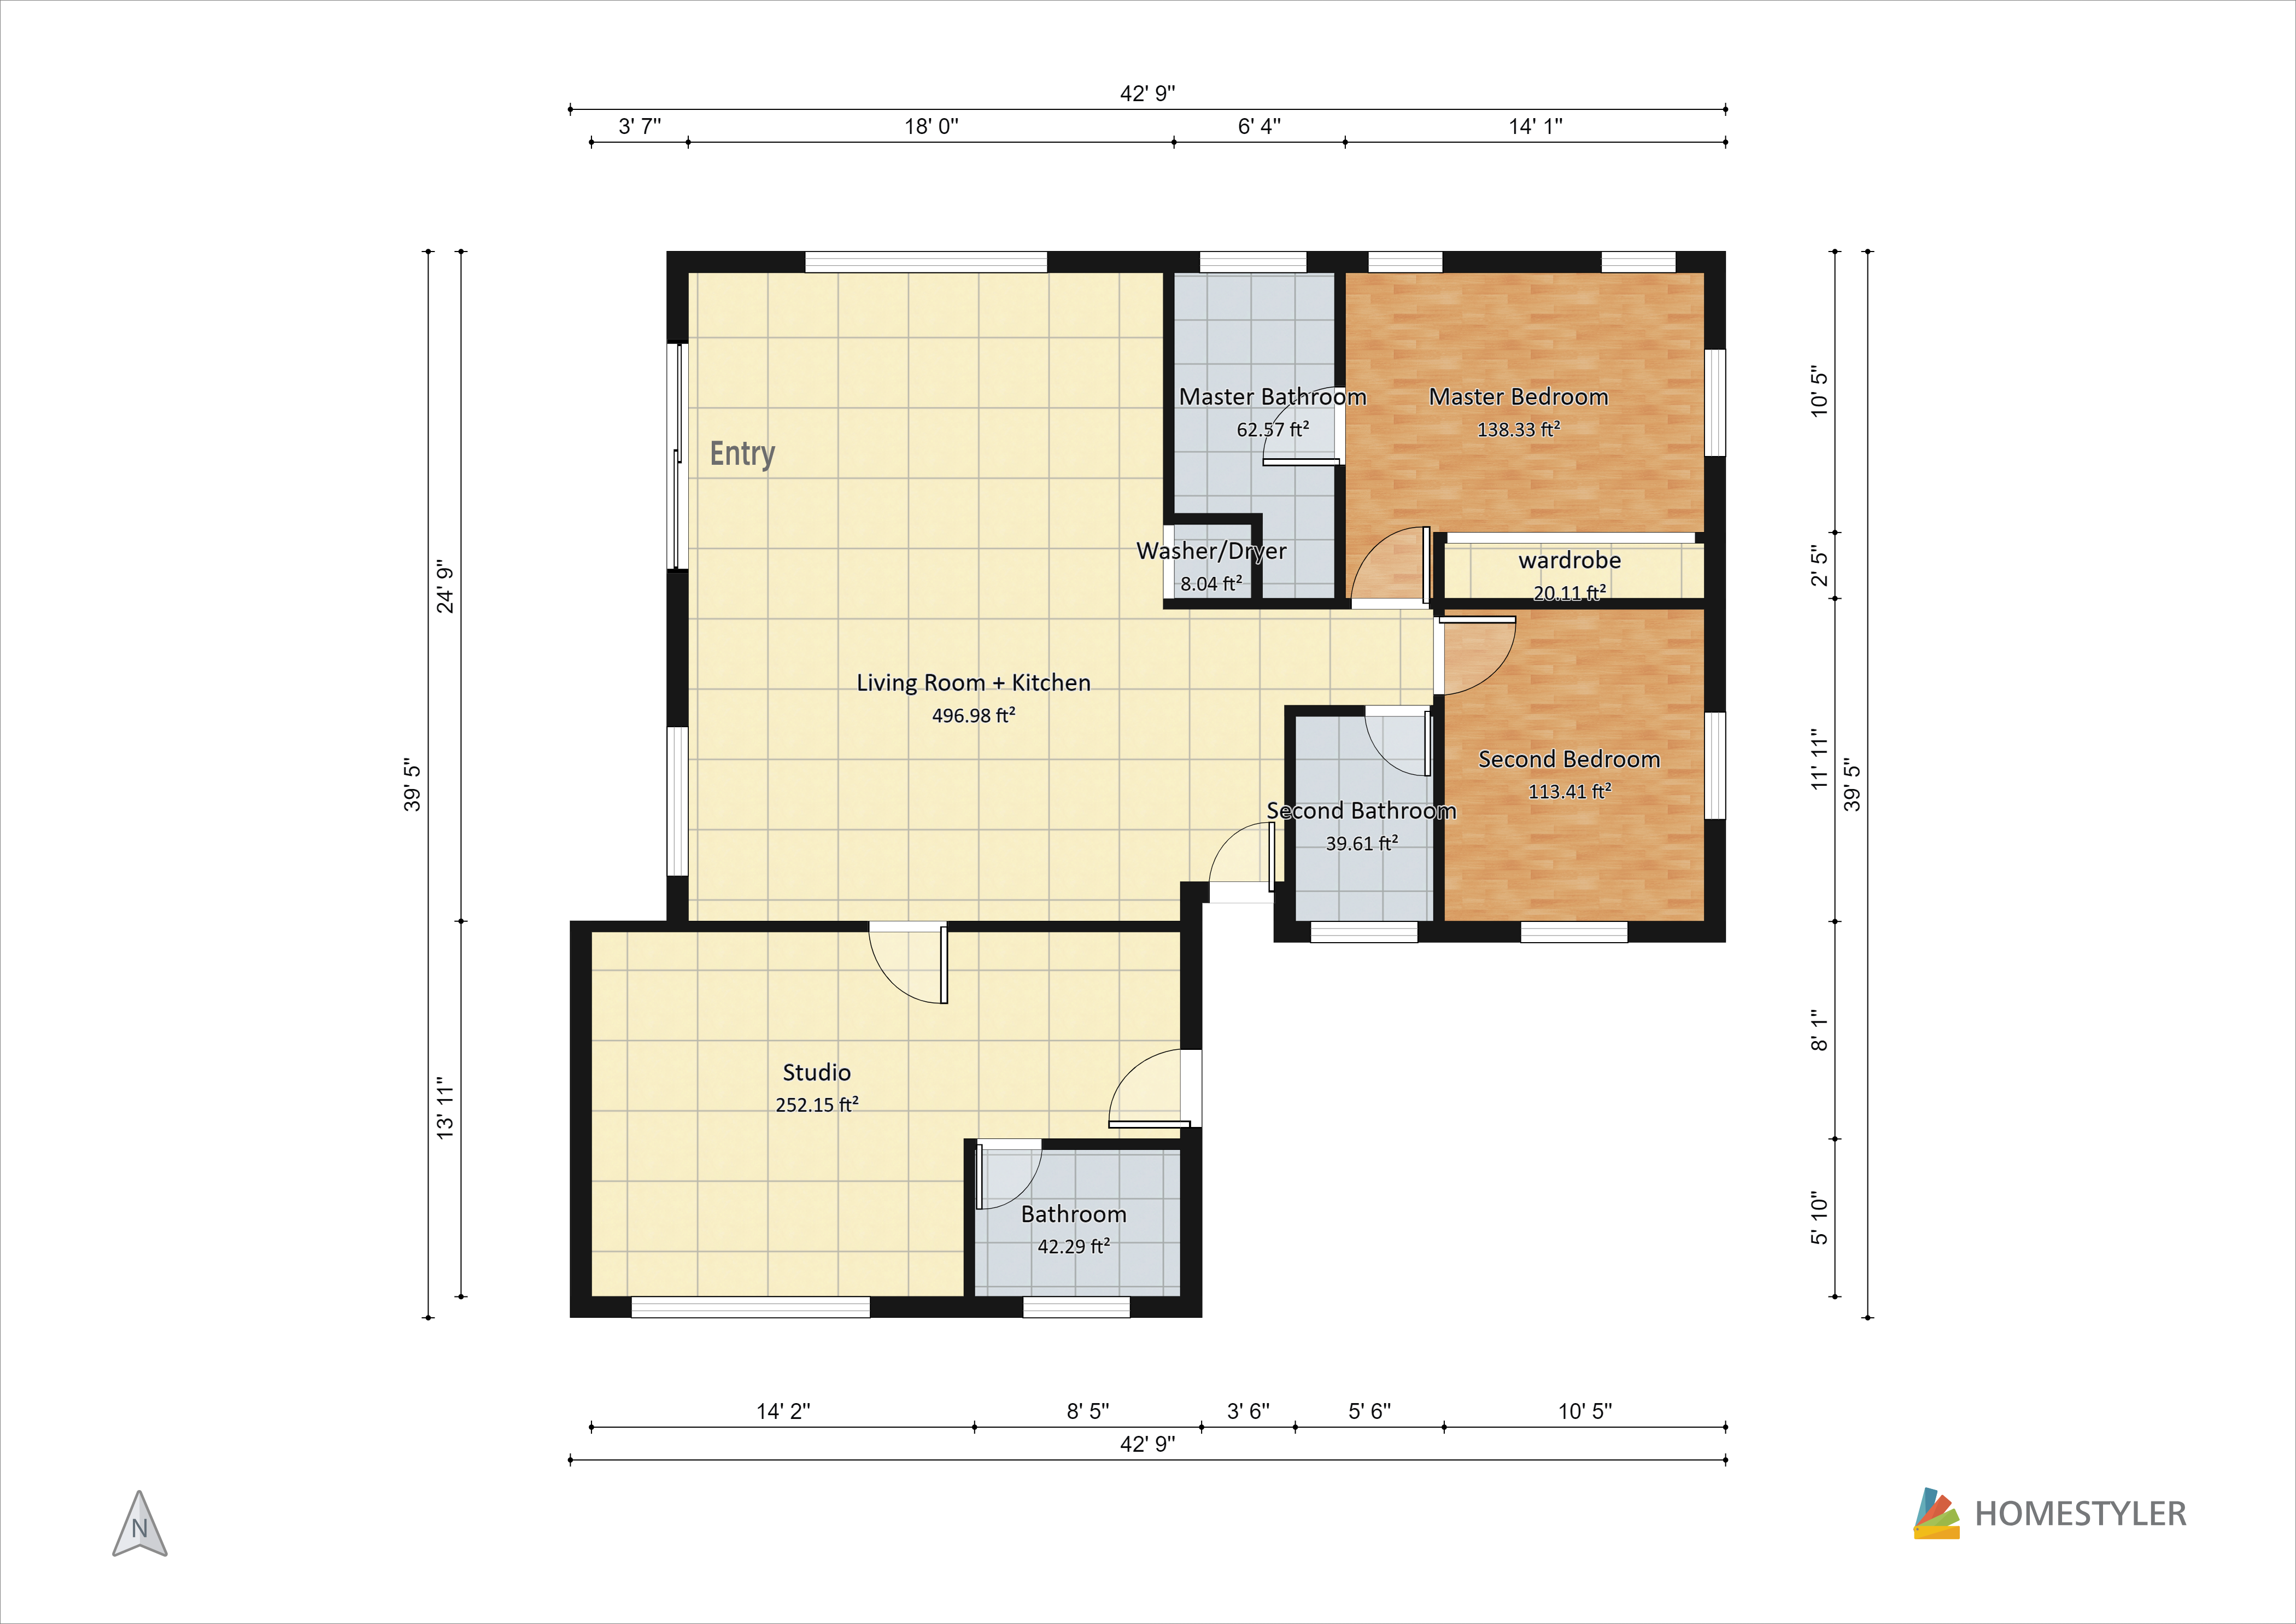 42' 9"
3' 7"
18' 0"
6' 4"
14' 1"
Entry
Master Bathroom
62.57 ft²
Master Bedroom
138.33 ft²
Washer/Dryer
8.04 ft²
wardrobe
20.11 ft²
Living Room + Kitchen
496.98 ft²
Second Bedroom
113.41 ft²
Second Bathroom
39.61 ft²
Studio
252.15 ft²
Bathroom
42.29 ft²
39' 5"
24' 9"
13' 11"
10' 5"
2' 5"
11' 11"
39' 5"
8' 1"
5' 10"
14' 2"
8' 5"
3' 6"
5' 6"
10' 5"
42' 9"
N
HOMESTYLER